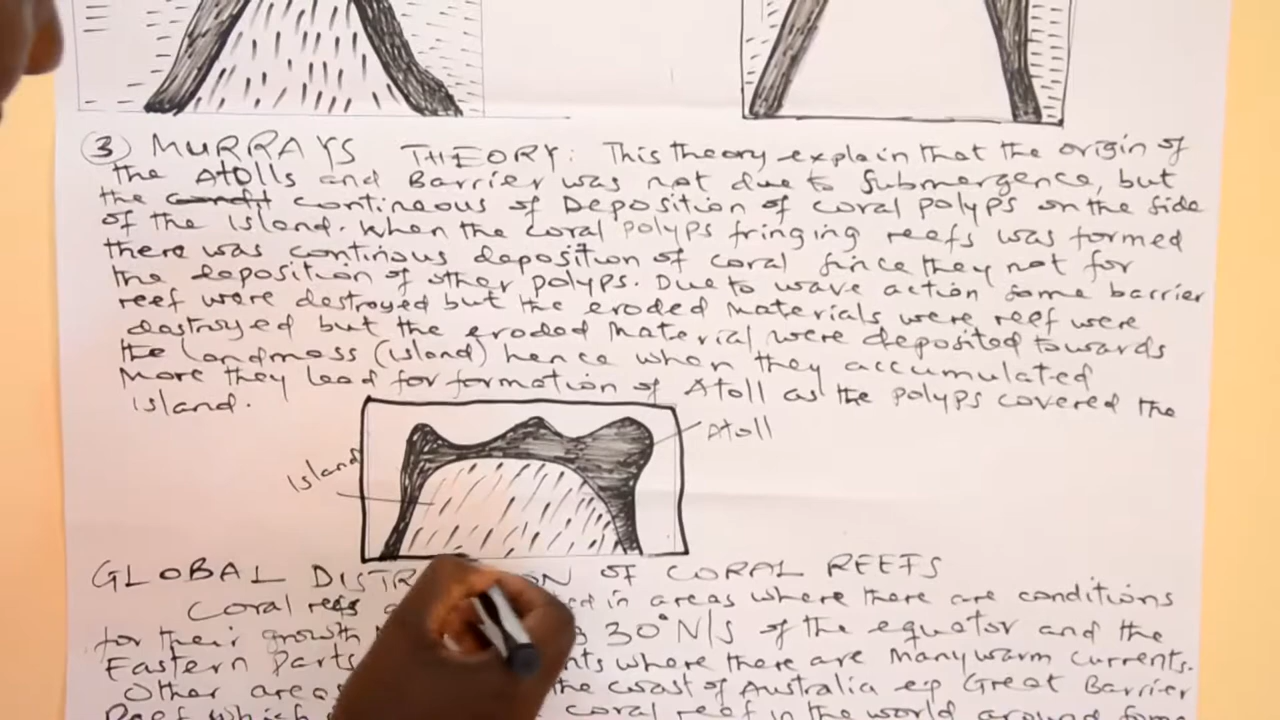 3 MURRAYS THEORY: This theory explain that the origin of
the Atolls and Barrier was not due to submergence, but
the contineous of Deposition of coral polyps on the side
of the Island. When the coral polyps fringing reefs was formed
there was continous deposition of coral since they not for
the deposition of other polyps. Due to wave action some barrier
reef were destroyed but the eroded materials were reef were
destroyed but the eroded material were deposited towards
the landmass (island) hence when they accumulated
more they lead for formation of Atoll as the polyps covered the
island.
Atoll
Island
GLOBAL OF CORAL REEFS
Coral reefs in areas where there are conditions
for their growth 30°N/S of the equator and the
Eastern Parts where there are many warm currents.
Other areas the coast of Australia eg Great Barrier
Reef which coral reef in the world around